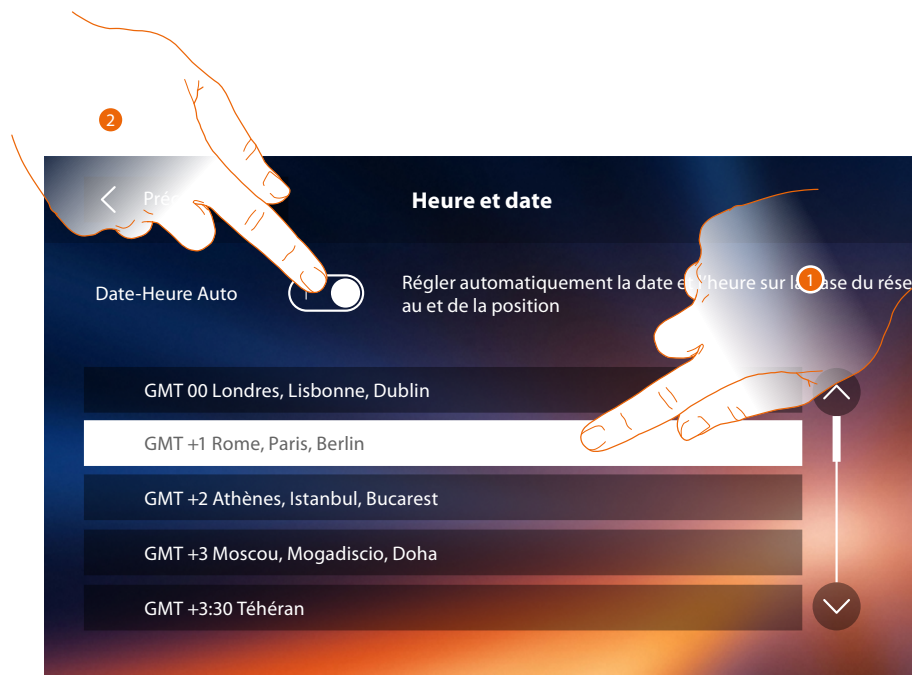 2
Heure et date
1
Date-Heure Auto
Régler automatiquement la date et l'heure sur la base du rése
au et de la position
GMT 00 Londres, Lisbonne, Dublin
GMT +1 Rome, Paris, Berlin
GMT +2 Athènes, Istanbul, Bucarest
GMT +3 Moscou, Mogadiscio, Doha
GMT +3:30 Téhéran